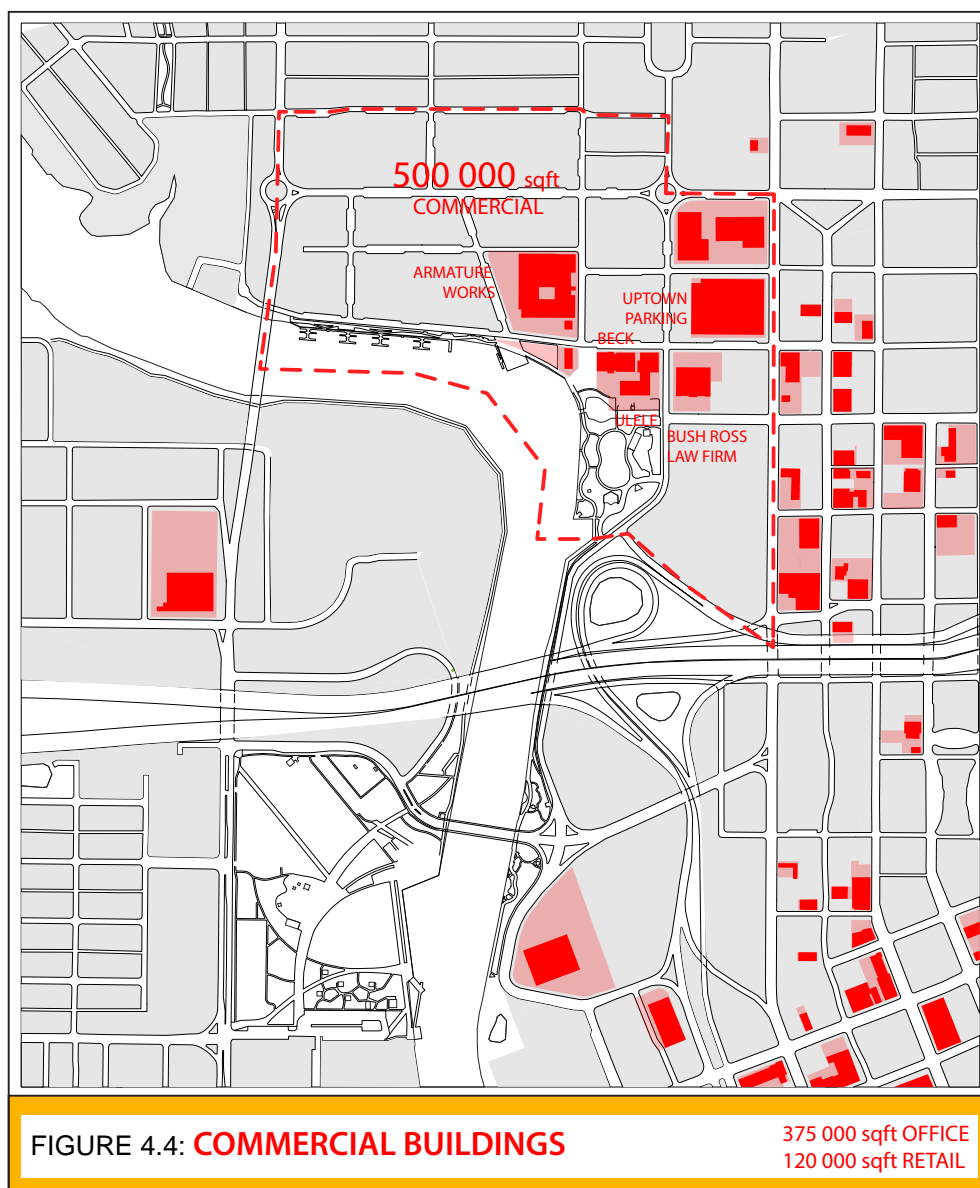 500 000 sqft
COMMERCIAL
ARMATURE
WORKS
UPTOWN
PARKING
BECK
ULELE
BUSH ROSS
LAW FIRM
FIGURE 4.4: COMMERCIAL BUILDINGS
375 000 sqft OFFICE
120 000 sqft RETAIL